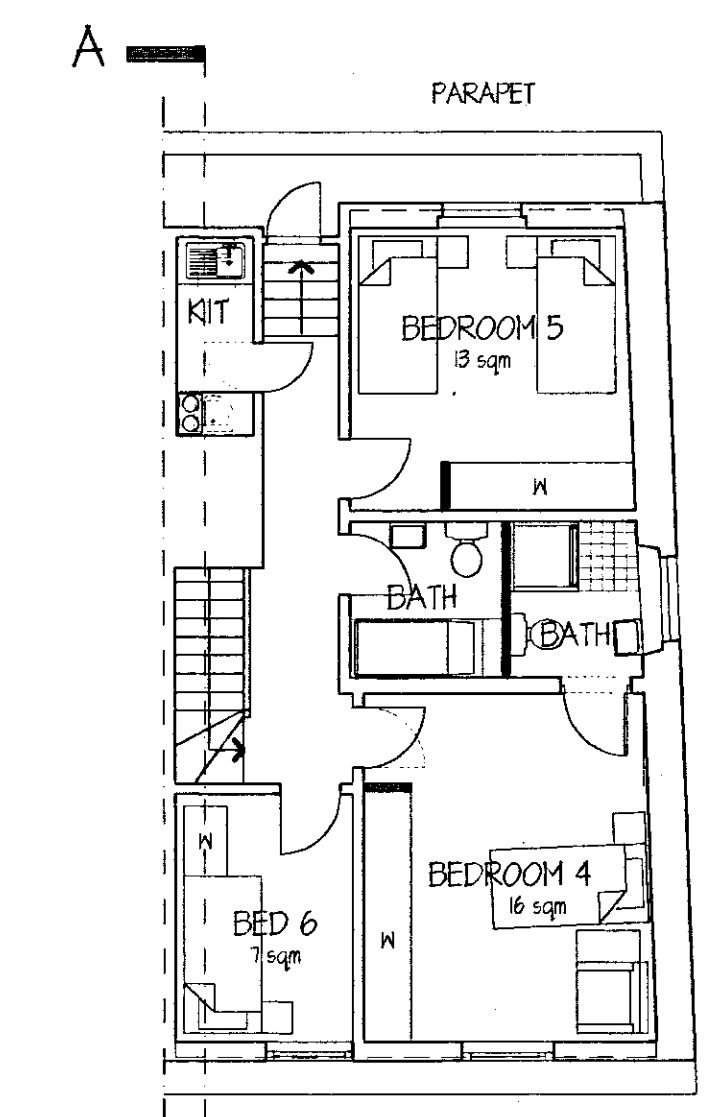 A
PARAPET
KIT
BEDROOM 5
13 sqm
W
BATH
BATH
W
BEDROOM 4
16 sqm
BED 6
7 sqm
W